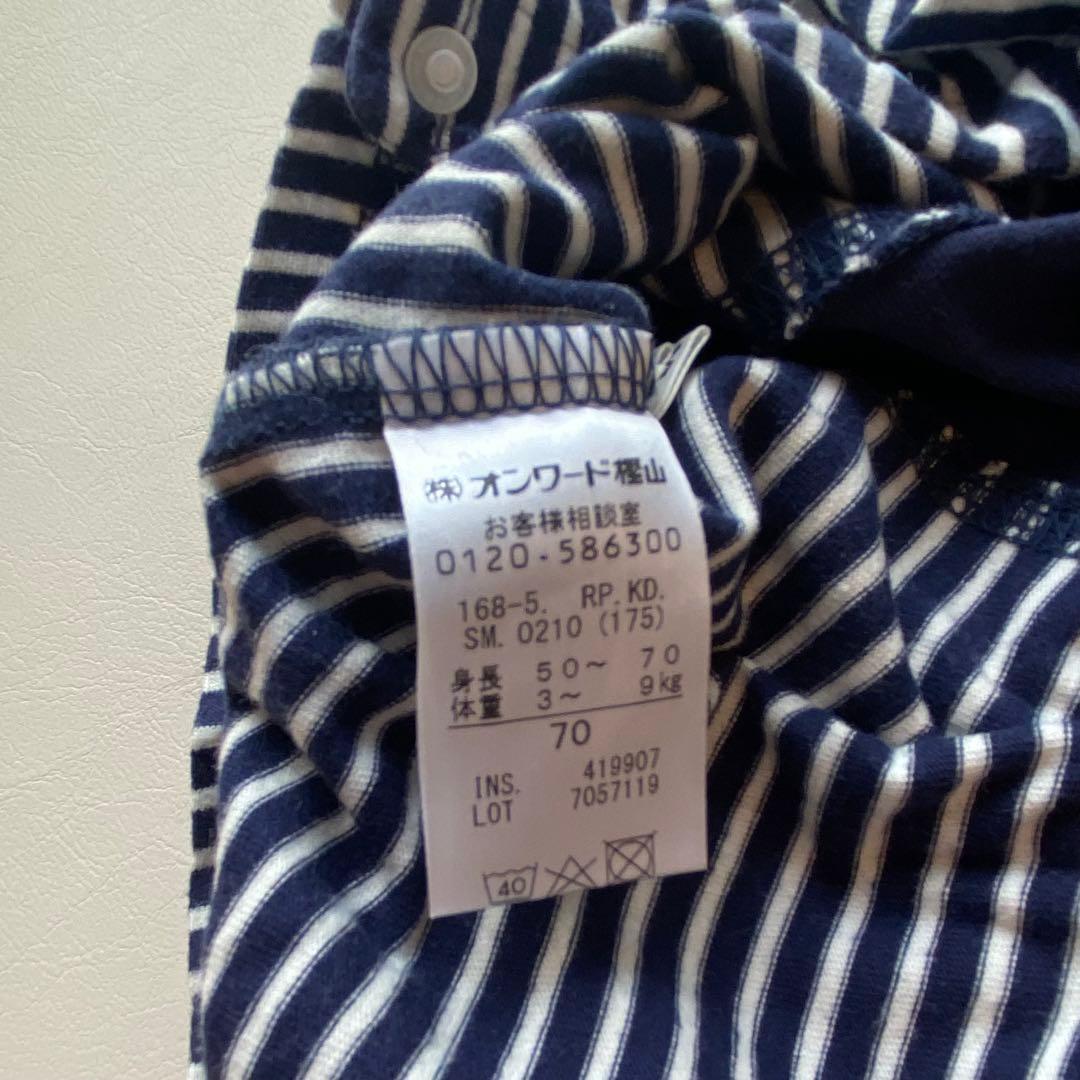 (株)オンワード樫山
お客様相談室
0120-586300
168-5. RP.KD.
SM. 0210 (175)
身長 50～ 70
体重 3～ 9kg
70
INS. 419907
LOT 7057119
40